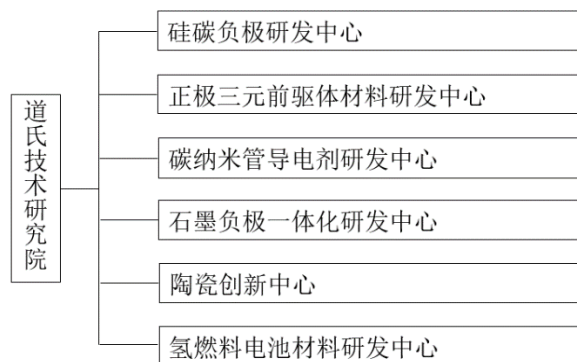 道氏技术研究院
硅碳负极研发中心
正极三元前驱体材料研发中心
碳纳米管导电剂研发中心
石墨负极一体化研发中心
陶瓷创新中心
氢燃料电池材料研发中心